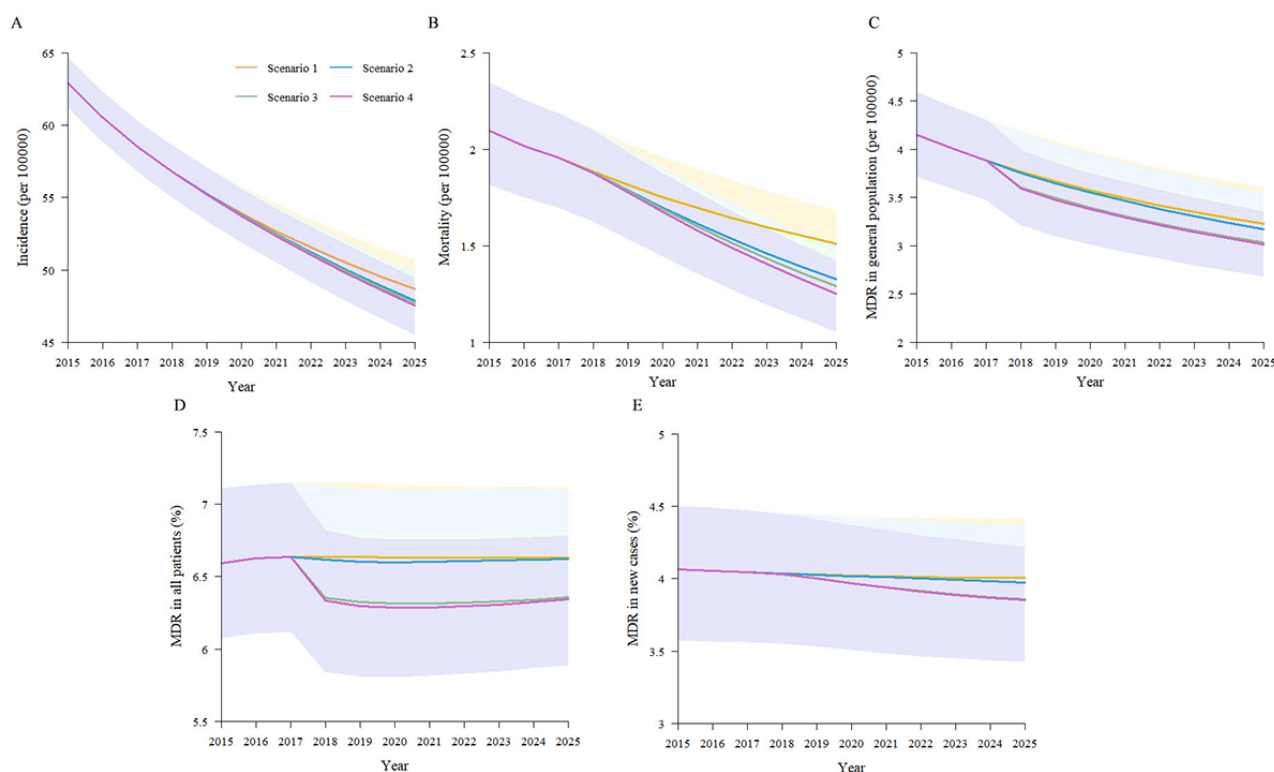 A
Incidence (per 100000)
65
60
55
50
45
Scenario 1
Scenario 2
Scenario 3
Scenario 4
2015 2016 2017 2018 2019 2020 2021 2022 2023 2024 2025
Year
B
Mortality (per 100000)
2.5
2
1.5
1
2015 2016 2017 2018 2019 2020 2021 2022 2023 2024 2025
Year
C
MDR in general population (per 100000)
5
4.5
4
3.5
3
2.5
2
2015 2016 2017 2018 2019 2020 2021 2022 2023 2024 2025
Year
D
MDR in all patients (%)
7.5
7
6.5
6
5.5
2015 2016 2017 2018 2019 2020 2021 2022 2023 2024 2025
Year
E
MDR in new cases (%)
5
4.5
4
3.5
3
2015 2016 2017 2018 2019 2020 2021 2022 2023 2024 2025
Year